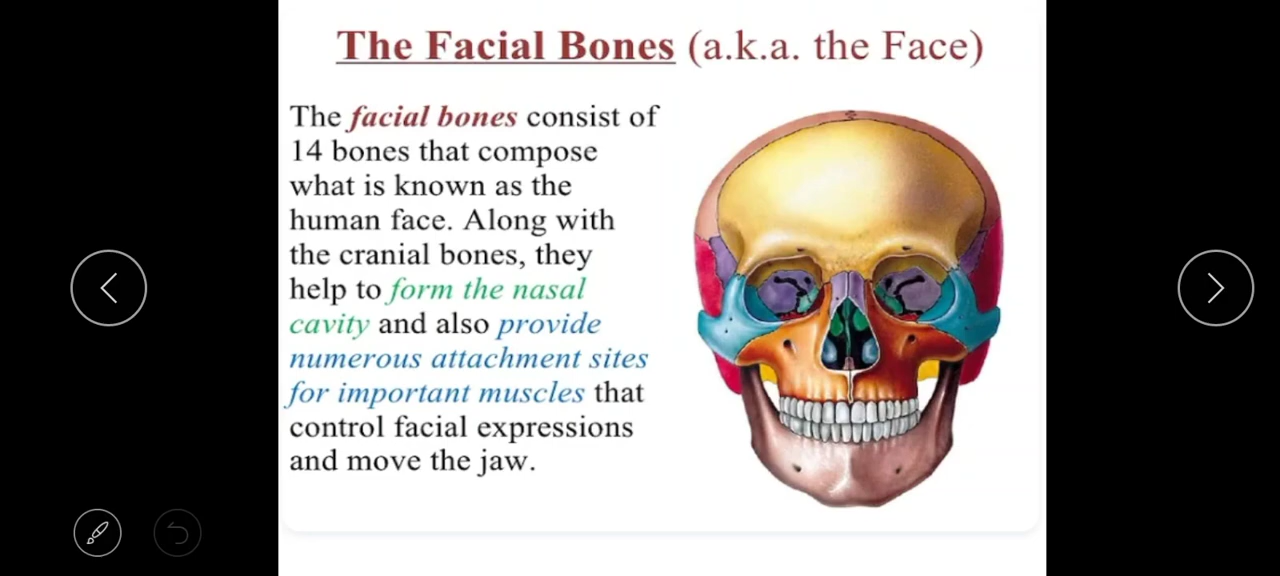 The Facial Bones (a.k.a. the Face)
The facial bones consist of
14 bones that compose
what is known as the
human face. Along with
the cranial bones, they
help to form the nasal
cavity and also provide
numerous attachment sites
for important muscles that
control facial expressions
and move the jaw.